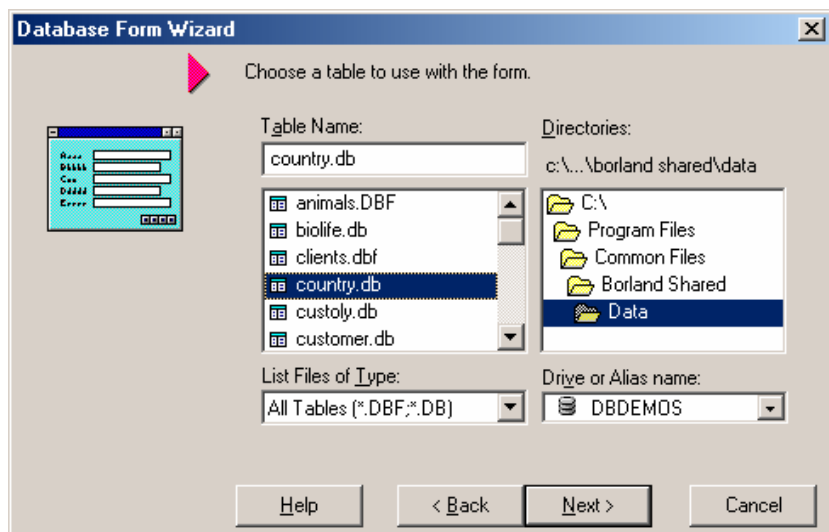 Database Form Wizard
Choose a table to use with the form.
Table Name:
country.db
animals.DBF
biolife.db
clients.dbf
country.db
custoly.db
customer.db
List Files of Type:
All Tables (*.DBF;*.DB)
Directories:
c:\...\borland shared\data
C:\
Program Files
Common Files
Borland Shared
Data
Drive or Alias name:
DBDEMOS
Help
< Back
Next >
Cancel